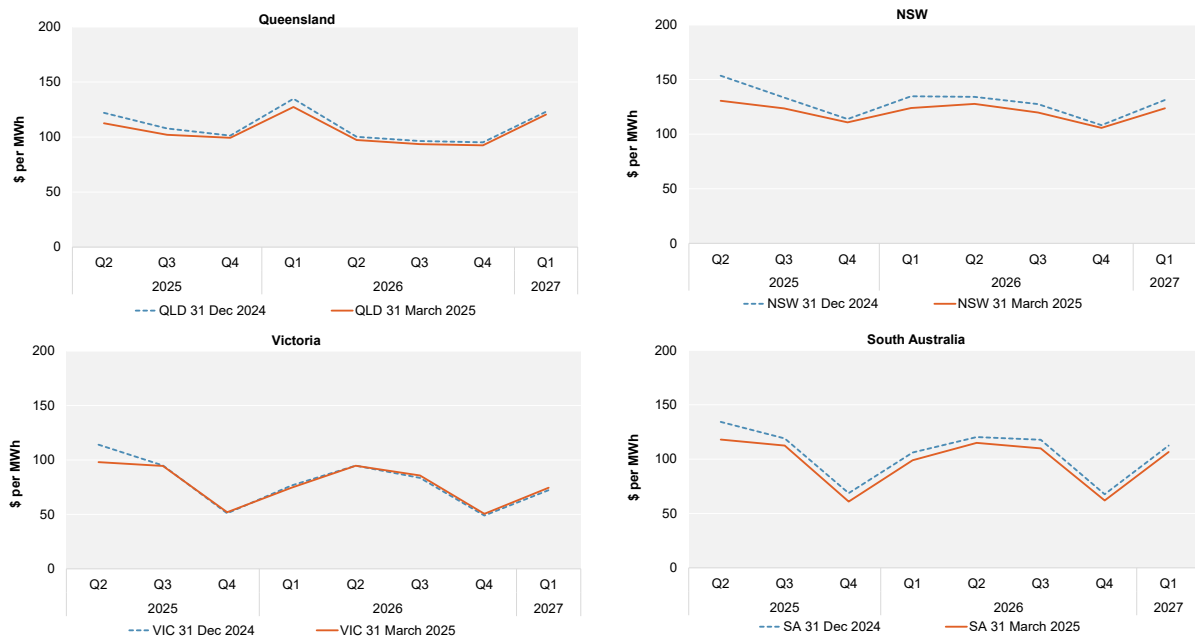 Queensland
200
150
100
50
0
$ per MWh
Q2 Q3 Q4 Q1 Q2 Q3 Q4 Q1
2025 2026 2027
QLD 31 Dec 2024 QLD 31 March 2025
NSW
200
150
100
50
0
$ per MWh
Q2 Q3 Q4 Q1 Q2 Q3 Q4 Q1
2025 2026 2027
NSW 31 Dec 2024 NSW 31 March 2025
Victoria
200
150
100
50
0
$ per MWh
Q2 Q3 Q4 Q1 Q2 Q3 Q4 Q1
2025 2026 2027
VIC 31 Dec 2024 VIC 31 March 2025
South Australia
200
150
100
50
0
$ per MWh
Q2 Q3 Q4 Q1 Q2 Q3 Q4 Q1
2025 2026 2027
SA 31 Dec 2024 SA 31 March 2025